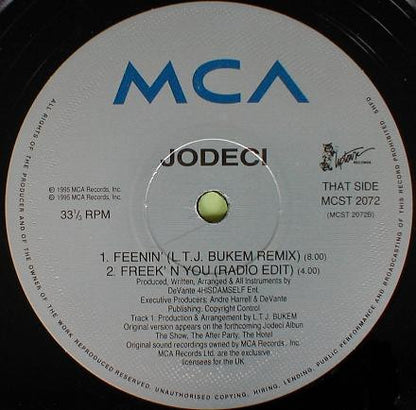 MCA
JODECI
Uptown
RECORDS
℗ 1995 MCA Records, Inc.
© 1995 MCA Records, Inc.
33⅓ RPM
THAT SIDE
MCST 2072
(MCST 2072B)
1. FEENIN' (L.T.J. BUKEM REMIX) (8.00)
2. FREEK' N YOU (RADIO EDIT) (4.00)
Produced, Written, Arranged & All Instruments by
DeVante 4HISDAMSELF Ent.
Executive Producers: Andre Harrell & DeVante
Publishing: Copyright Control.
Track 1: Production & Arrangement by L.T.J. BUKEM
Original version appears on the forthcoming Jodeci Album
The Show, The After Party, The Hotel
Original sound recordings owned by MCA Records., Inc
MCA Records Ltd. are the exclusive
licensees for the UK
ALL RIGHTS OF THE PRODUCER AND OF THE OWNER OF THE WORK REPRODUCED RESERVED. UNAUTHORISED COPYING, HIRING, LENDING, PUBLIC PERFORMANCE AND BROADCASTING OF THIS RECORD PROHIBITED